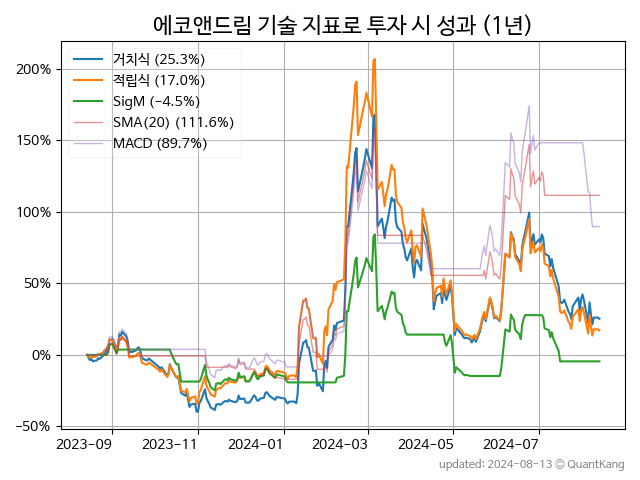 에코앤드림 기술 지표로 투자 시 성과 (1년)
거치식 (25.3%)
적립식 (17.0%)
SigM (−4.5%)
SMA(20) (111.6%)
MACD (89.7%)
200%
150%
100%
50%
0%
−50%
2023-09
2023-11
2024-01
2024-03
2024-05
2024-07
updated: 2024-08-13 © QuantKang